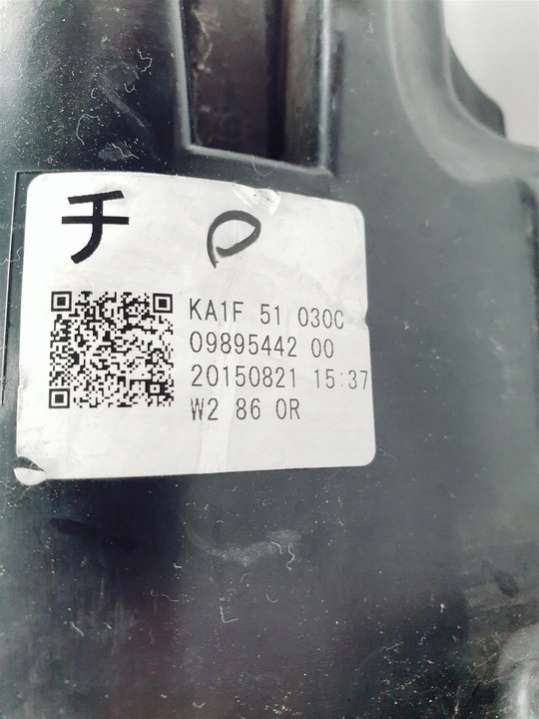 チ
P
KA1F 51 030C
09895442 00
20150821 15:37
W2 86 0R